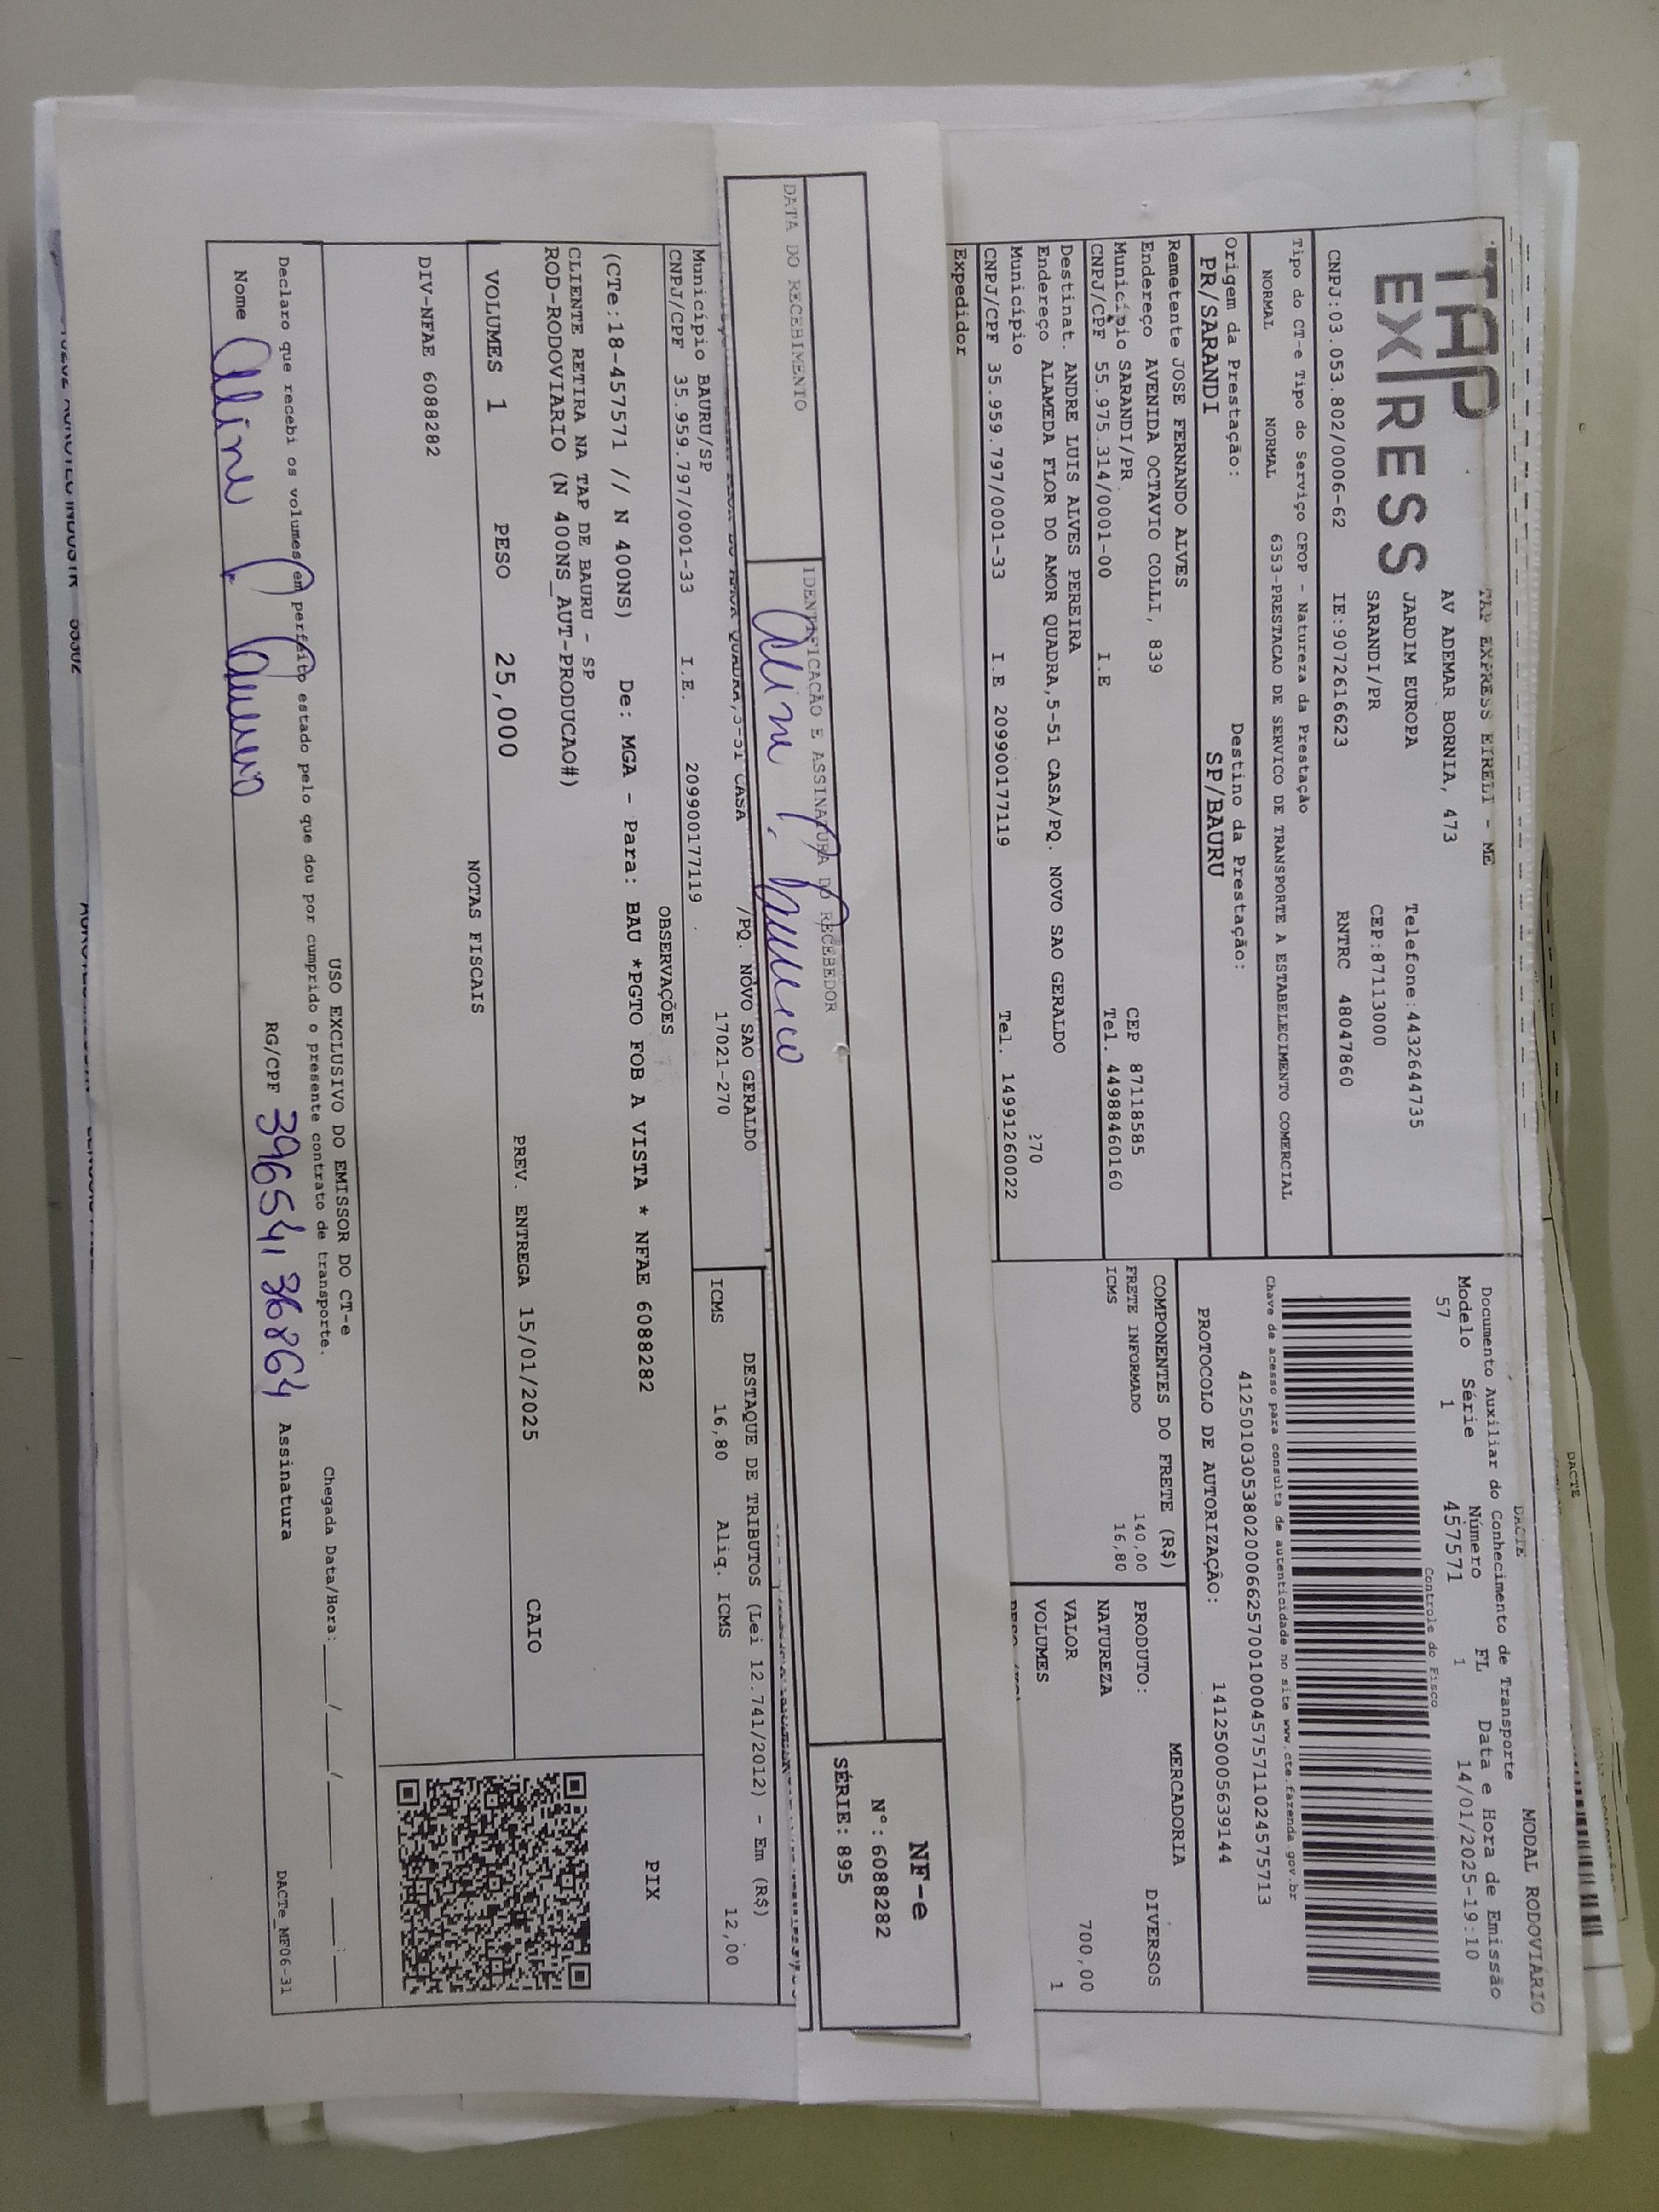 TAP
EXPRESS
TAP EXPRESS EIRELI - ME
AV ADEMAR BORNIA, 473
JARDIM EUROPA Telefone:4432644735
SARANDI/PR CEP:87113000
CNPJ:03.053.802/0006-62 IE:9072616623 RNTRC 48047860
Tipo do CT-e Tipo do Serviço CFOP - Natureza da Prestação
NORMAL NORMAL 6353-PRESTACAO DE SERVICO DE TRANSPORTE A ESTABELECIMENTO COMERCIAL
Origem da Prestação: Destino da Prestação:
PR/SARANDI SP/BAURU
Remetente JOSE FERNANDO ALVES
Endereço AVENIDA OCTAVIO COLLI, 839 CEP 87118585
Município SARANDI/PR Tel. 44988460160
CNPJ/CPF 55.975.314/0001-00 I.E
Destinat. ANDRE LUIS ALVES PEREIRA
Endereço ALAMEDA FLOR DO AMOR QUADRA,5-51 CASA/PQ. NOVO SAO GERALDO
Município 270
CNPJ/CPF 35.959.797/0001-33 I.E 209900177119 Tel. 14991260022
Expedidor
DACTE MODAL RODOVIÁRIO
Documento Auxiliar do Conhecimento de Transporte
Modelo Série Número FL Data e Hora de Emissão
57 1 457571 1 14/01/2025-19:10
Controle do Fisco
Chave de acesso para consulta de autenticidade no site www.cte.fazenda.gov.br
41250103053802000662570010004575711024575713
PROTOCOLO DE AUTORIZAÇÃO: 141250005639144
COMPONENTES DO FRETE (R$)
FRETE INFORMADO 140,00
ICMS 16,80
MERCADORIA
PRODUTO: DIVERSOS
NATUREZA
VALOR 700,00
VOLUMES 1
NF-e
Nº:6088282
SÉRIE:895
DATA DO RECEBIMENTO
IDENTIFICAÇÃO E ASSINATURA DO RECEBEDOR
Aline P.
/PQ. NOVO SAO GERALDO
Município BAURU/SP 17021-270
CNPJ/CPF 35.959.797/0001-33 I.E. 209900177119
DESTAQUE DE TRIBUTOS (Lei 12.741/2012) - Em (R$)
ICMS 16,80 Aliq. ICMS 12,00
OBSERVAÇÕES
(CTe:18-457571 // N 400NS) De: MGA - Para: BAU *PGTO FOB A VISTA * NFAE 6088282
CLIENTE RETIRA NA TAP DE BAURU - SP
ROD-RODOVIARIO (N 400NS_AUT-PRODUCAO#)
PIX
VOLUMES 1 PESO 25,000 PREV. ENTREGA 15/01/2025 CAIO
NOTAS FISCAIS
DIV-NFAE 6088282
USO EXCLUSIVO DO EMISSOR DO CT-e
Declaro que recebi os volumes em perfeito estado pelo que dou por cumprido o presente contrato de transporte. Chegada Data/Hora:___/___/___ __:__
Nome Aline P. RG/CPF 396541 36864 Assinatura
DACTe_MF06-31